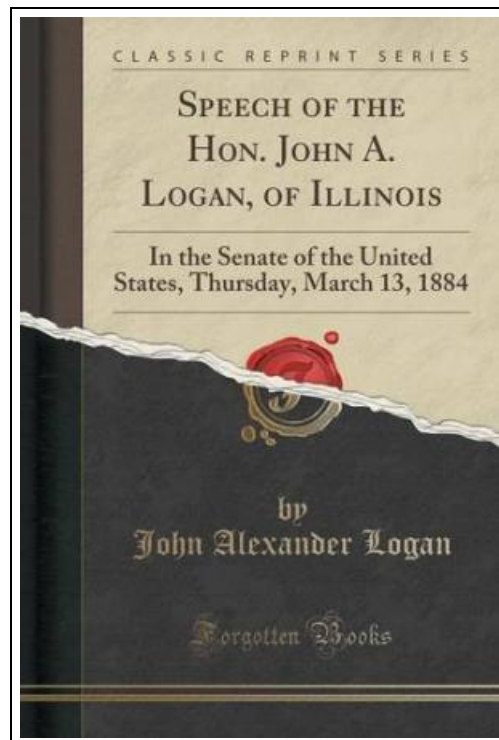 CLASSIC REPRINT SERIES
SPEECH OF THE
HON. JOHN A.
LOGAN, OF ILLINOIS
In the Senate of the United
States, Thursday, March 13, 1884
by
John Alexander Logan
Forgotten Books